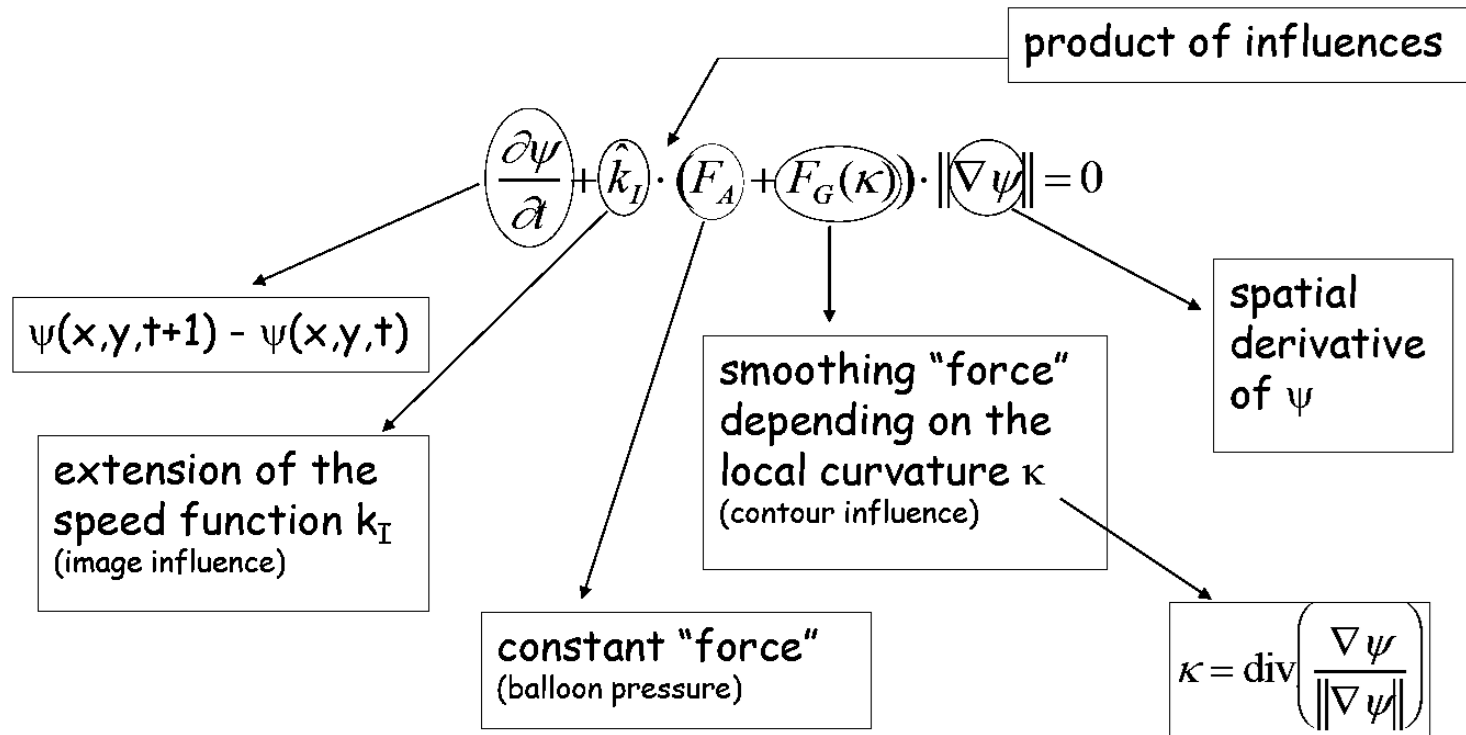 product of influences
∂ψ/∂t + k̂_I · (F_A + F_G(κ)) · ‖∇ψ‖ = 0
ψ(x,y,t+1) - ψ(x,y,t)
extension of the
speed function k_I
(image influence)
constant “force”
(balloon pressure)
smoothing “force”
depending on the
local curvature κ
(contour influence)
spatial
derivative
of ψ
κ = div(∇ψ/‖∇ψ‖)